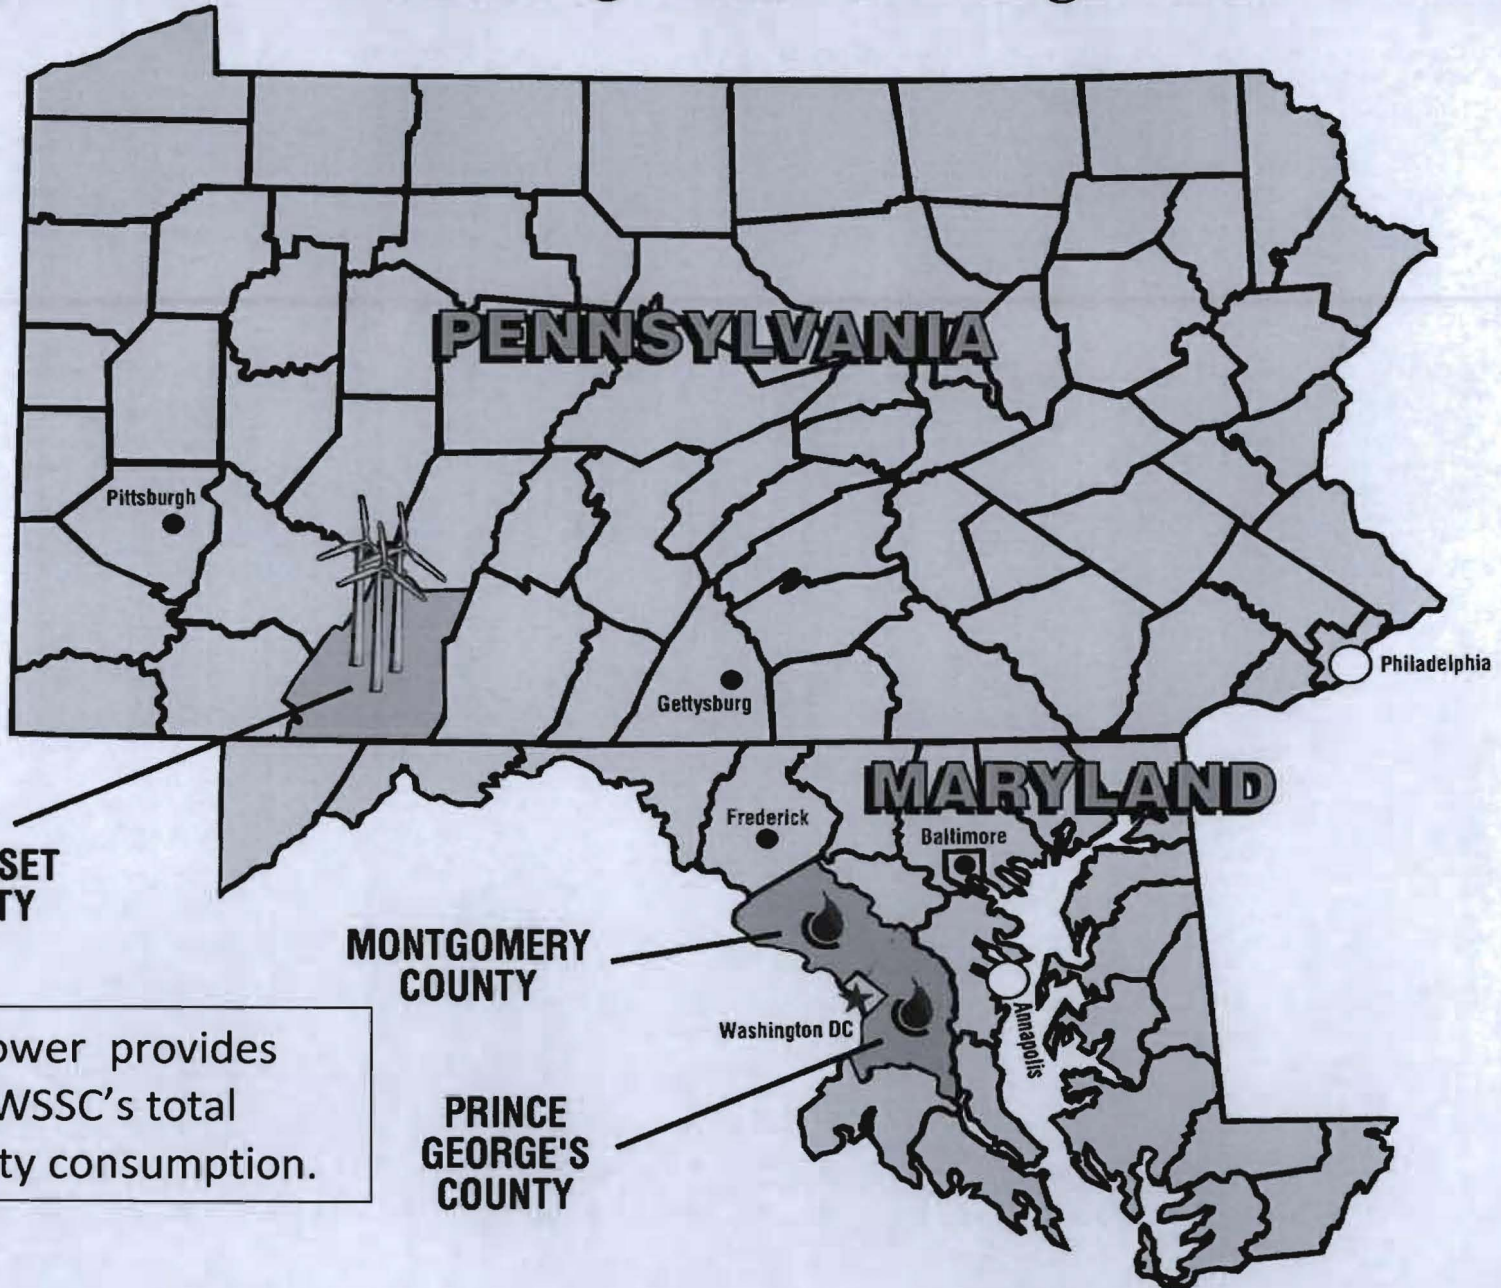 PENNSYLVANIA
Pittsburgh
Philadelphia
Gettysburg
MARYLAND
Frederick
Baltimore
SET
TY
MONTGOMERY
COUNTY
Annapolis
Washington DC
ower provides
WSSC's total
ty consumption.
PRINCE
GEORGE'S
COUNTY